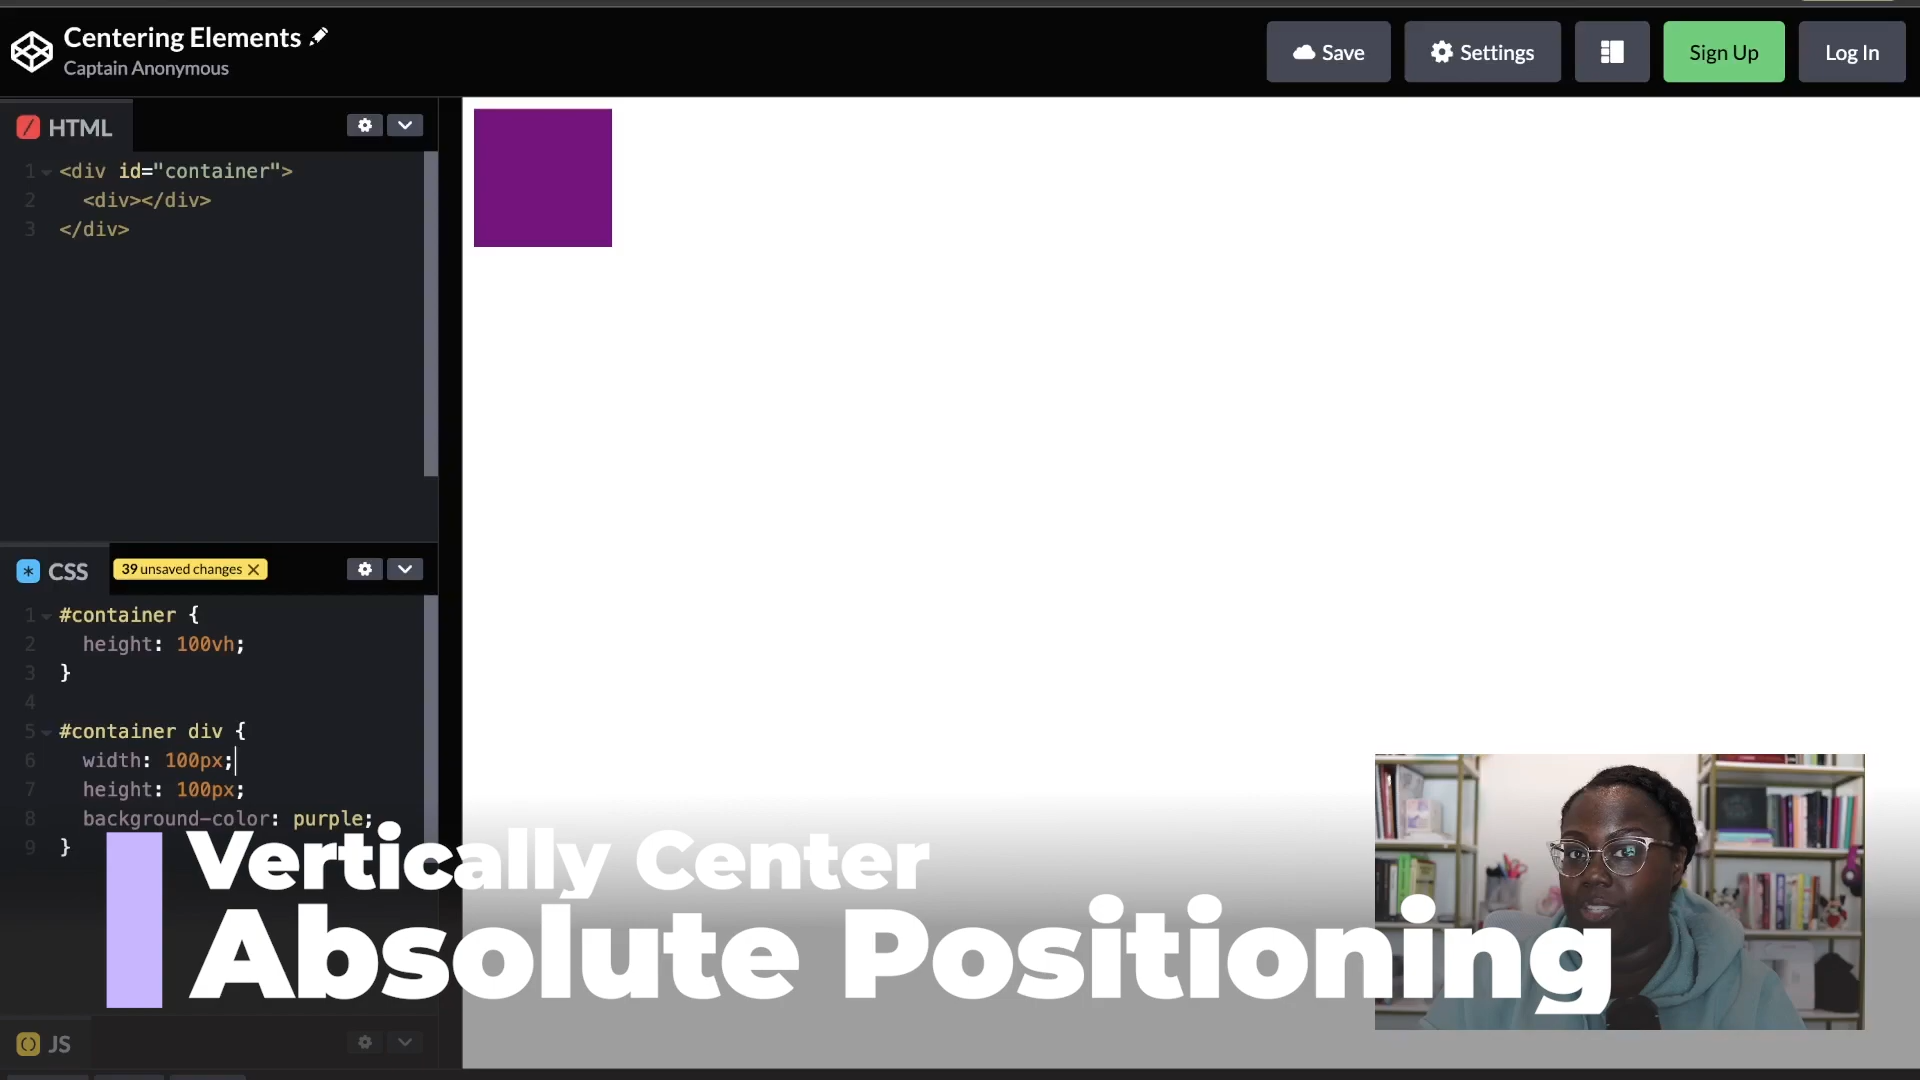 Centering Elements
Captain Anonymous
Save
Settings
Sign Up
Log In
/ HTML
1 <div id="container">
2 <div></div>
3 </div>
* CSS
39 unsaved changes X
1 #container {
2 height: 100vh;
3 }
4
5 #container div {
6 width: 100px;
7 height: 100px;
8 background-color: purple;
9 }
Vertically Center
Absolute Positioning
() JS